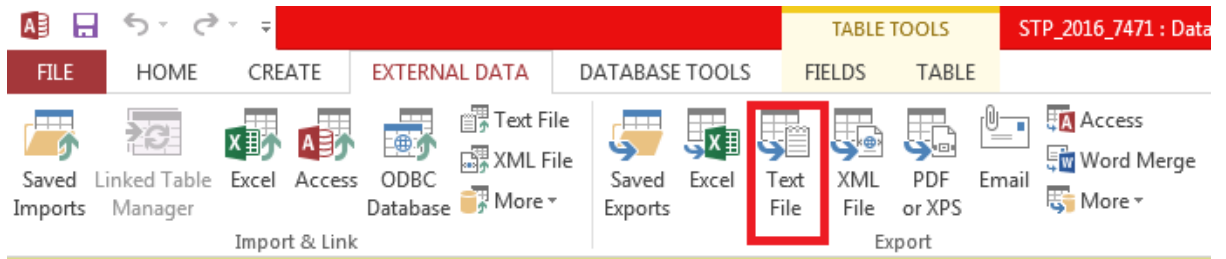 TABLE TOOLS STP_2016_7471 : Data
FILE HOME CREATE EXTERNAL DATA DATABASE TOOLS FIELDS TABLE
Saved Imports
Linked Table Manager
Excel
Access
ODBC Database
Text File
XML File
More
Import & Link
Saved Exports
Excel
Text File
XML File
PDF or XPS
Email
Access
Word Merge
More
Export